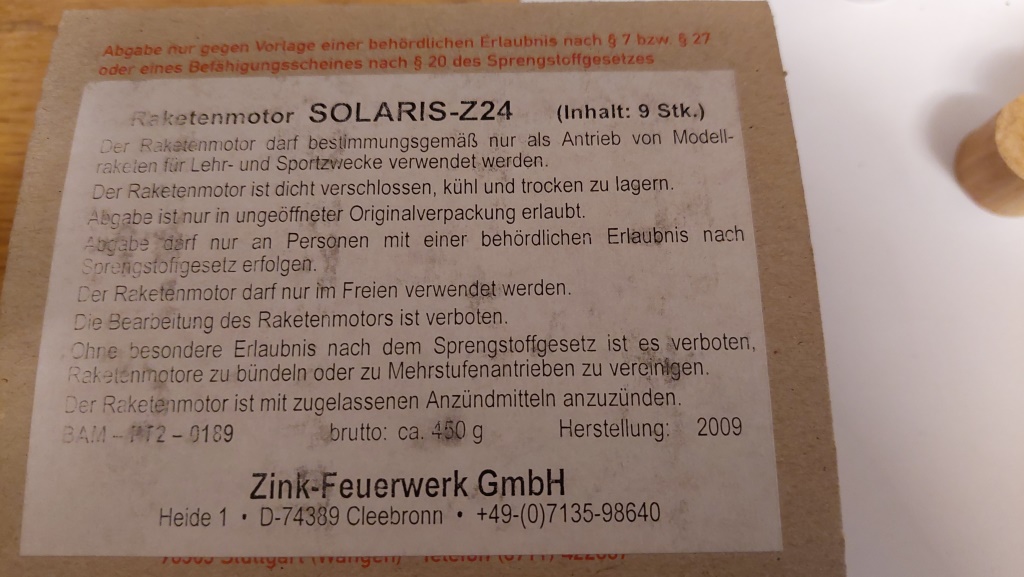 Abgabe nur gegen Vorlage einer behördlichen Erlaubnis nach § 7 bzw. § 27
oder eines Befähigungsscheines nach § 20 des Sprengstoffgesetzes
Raketenmotor SOLARIS-Z24 (Inhalt: 9 Stk.)
Der Raketenmotor darf bestimmungsgemäß nur als Antrieb von Modell-
raketen für Lehr- und Sportzwecke verwendet werden.
Der Raketenmotor ist dicht verschlossen, kühl und trocken zu lagern.
Abgabe ist nur in ungeöffneter Originalverpackung erlaubt.
Abgabe darf nur an Personen mit einer behördlichen Erlaubnis nach
Sprengstoffgesetz erfolgen.
Der Raketenmotor darf nur im Freien verwendet werden.
Die Bearbeitung des Raketenmotors ist verboten.
Ohne besondere Erlaubnis nach dem Sprengstoffgesetz ist es verboten,
Raketenmotore zu bündeln oder zu Mehrstufenantrieben zu vereinigen.
Der Raketenmotor ist mit zugelassenen Anzündmitteln anzuzünden.
BAM – PT2 – 0189 brutto: ca. 450 g Herstellung: 2009
Zink-Feuerwerk GmbH
Heide 1 • D-74389 Cleebronn • +49-(0)7135-98640
Stuttgart (Wangen) Telefon